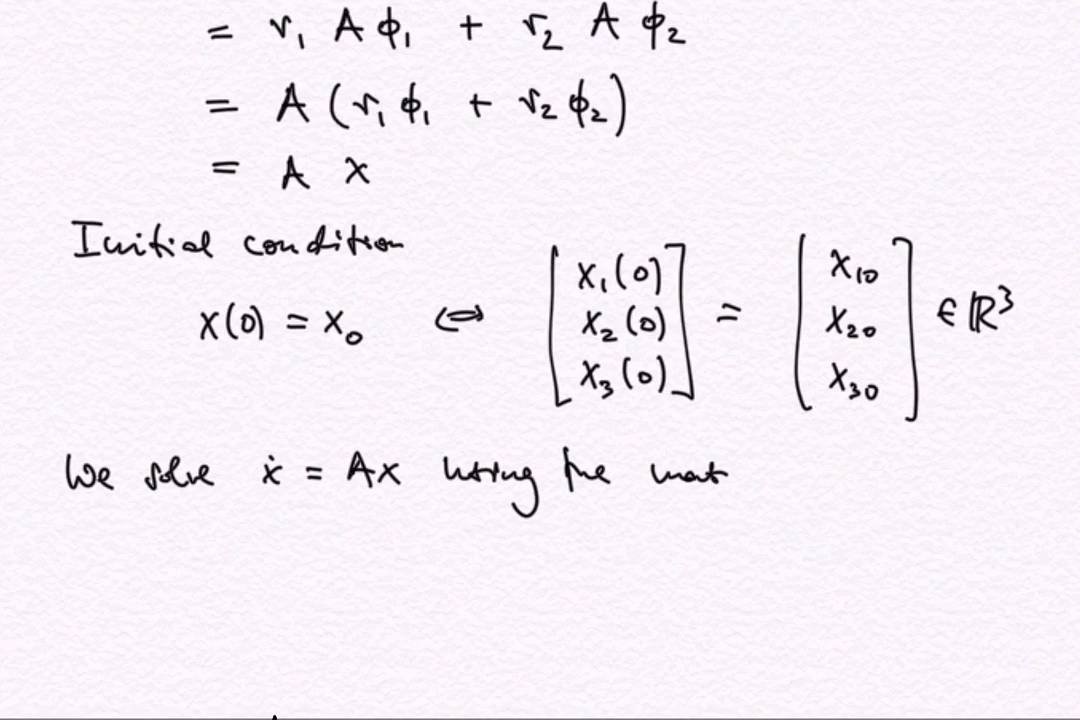 = r₁ A ϕ₁ + r₂ A ϕ₂
= A (r₁ ϕ₁ + r₂ ϕ₂)
= A x
Initial condition
x(0) = x₀ ⇔ [x₁(0) x₂(0) x₃(0)] = [x₁₀ x₂₀ x₃₀] ∈ ℝ³
We solve ẋ = Ax using the mat